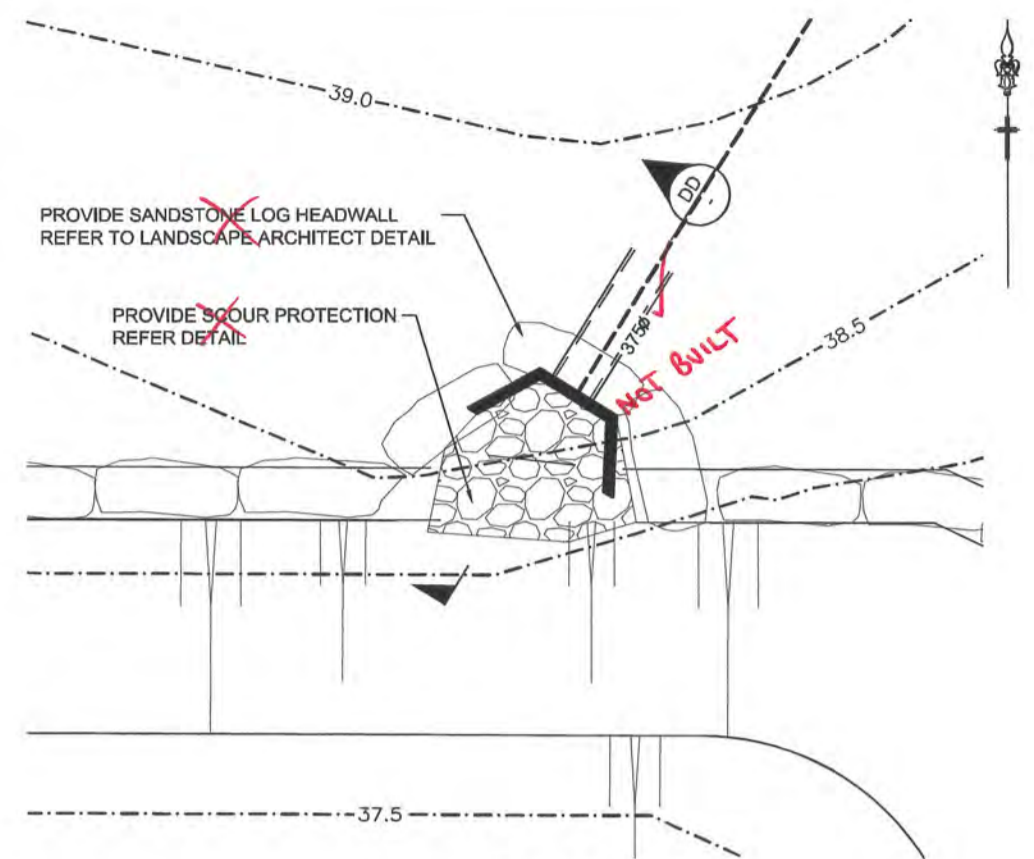 39.0
DD
PROVIDE SANDSTONE LOG HEADWALL
REFER TO LANDSCAPE ARCHITECT DETAIL
PROVIDE SCOUR PROTECTION
REFER DETAIL
375ø
NOT BUILT
38.5
37.5